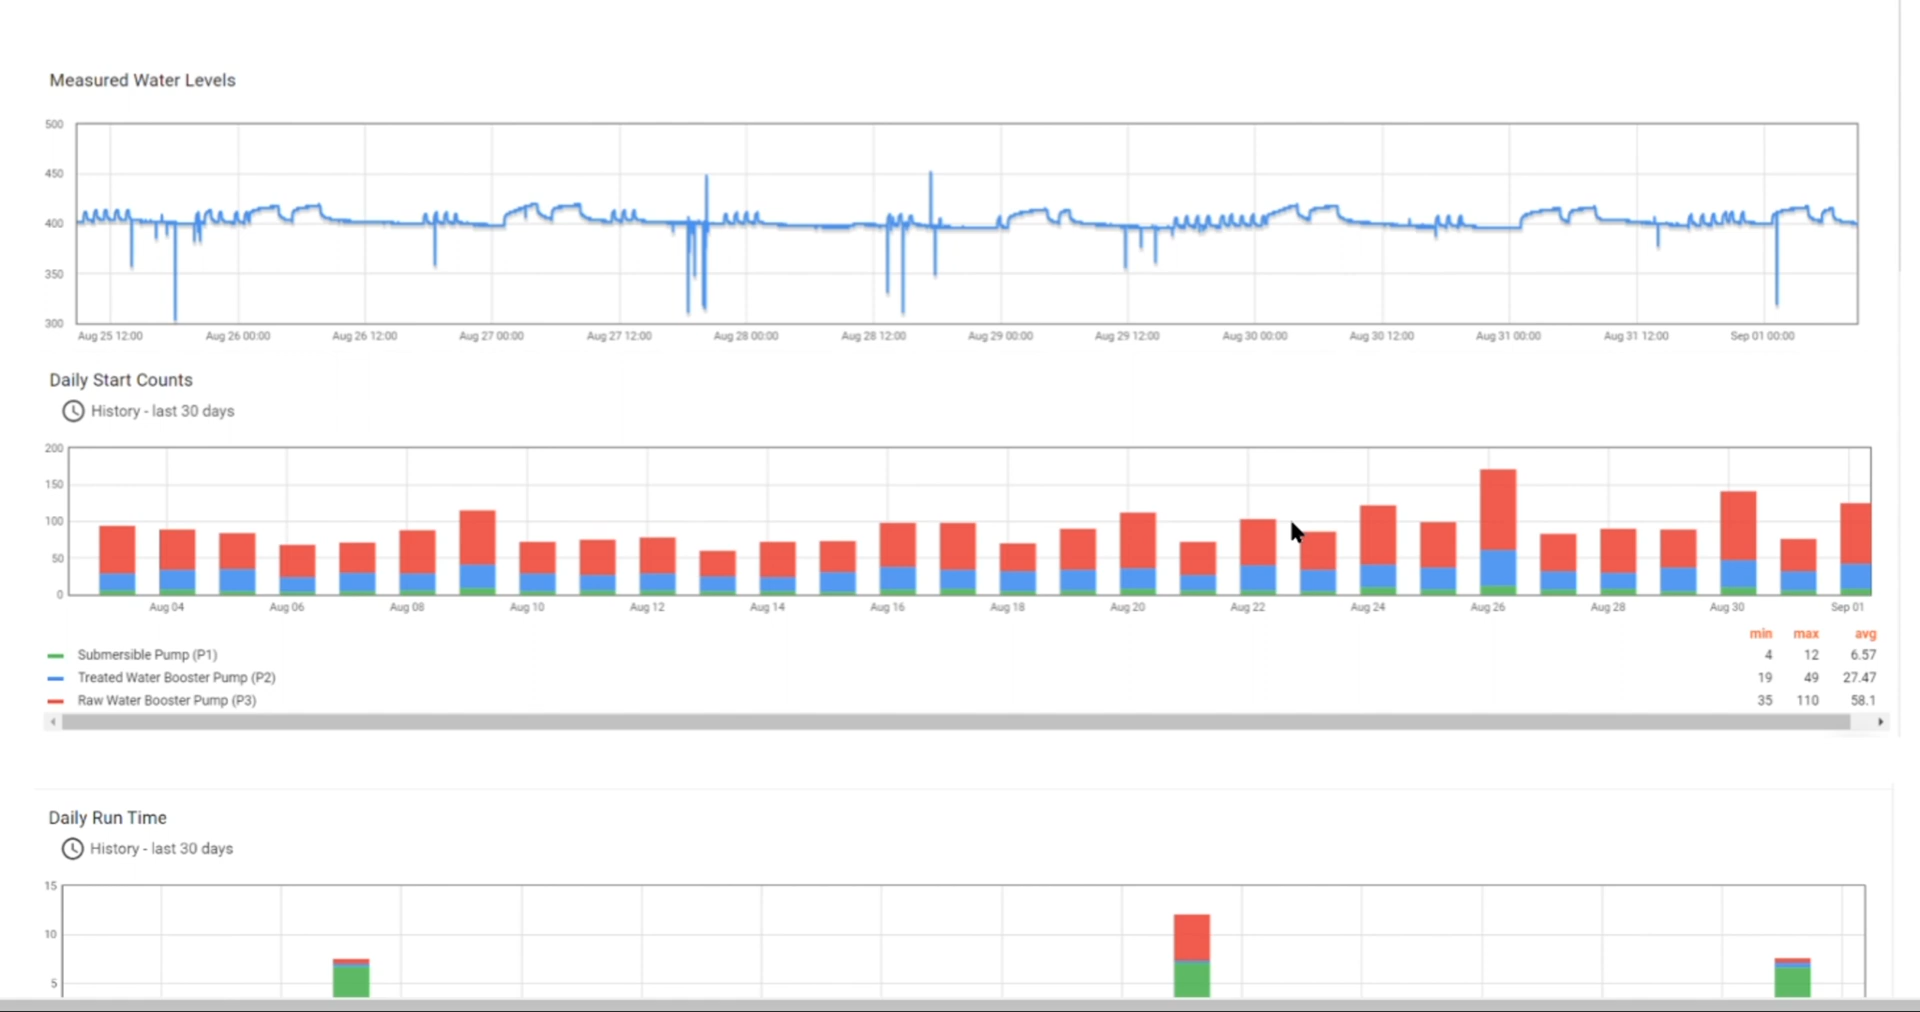 Measured Water Levels
500
450
400
350
300
Aug 25 12:00 Aug 26 00:00 Aug 26 12:00 Aug 27 00:00 Aug 27 12:00 Aug 28 00:00 Aug 28 12:00 Aug 29 00:00 Aug 29 12:00 Aug 30 00:00 Aug 30 12:00 Aug 31 00:00 Aug 31 12:00 Sep 01 00:00
Daily Start Counts
History - last 30 days
200
150
100
50
0
Aug 04 Aug 06 Aug 08 Aug 10 Aug 12 Aug 14 Aug 16 Aug 18 Aug 20 Aug 22 Aug 24 Aug 26 Aug 28 Aug 30 Sep 01
min max avg
Submersible Pump (P1) 4 12 6.57
Treated Water Booster Pump (P2) 19 49 27.47
Raw Water Booster Pump (P3) 35 110 58.1
Daily Run Time
History - last 30 days
15
10
5